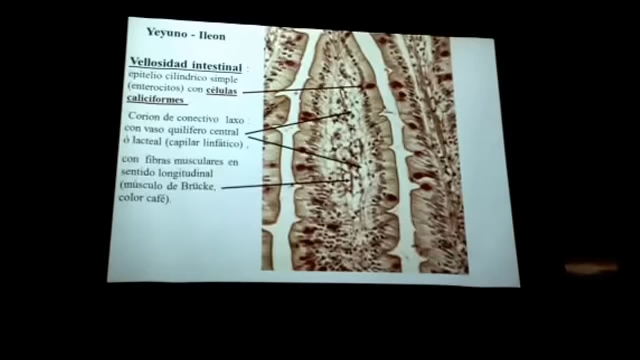 Yeyuno - Ileon
Vellosidad intestinal :
epitelio cilíndrico simple
(enterocitos) con células
caliciformes
Corion de conectivo laxo :
con vaso quilífero central
ò lacteal (capilar linfático) ,
con fibras musculares en
sentido longitudinal
(músculo de Brücke,
color café).